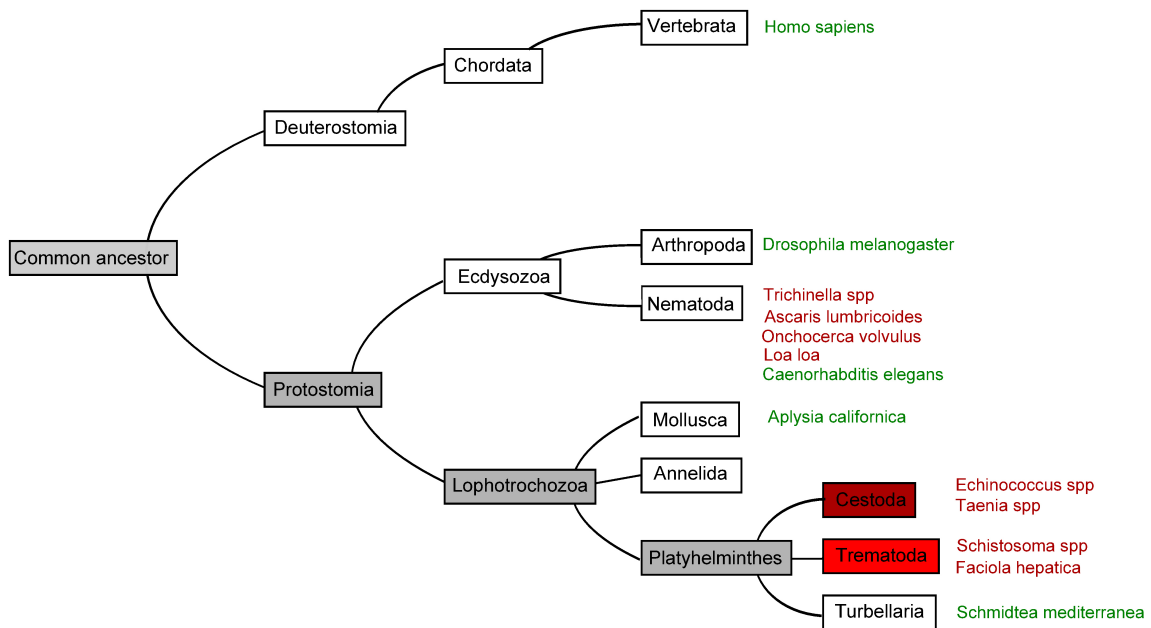 Vertebrata
Homo sapiens
Chordata
Deuterostomia
Common ancestor
Arthropoda
Drosophila melanogaster
Ecdysozoa
Nematoda
Trichinella spp
Ascaris lumbricoides
Onchocerca volvulus
Loa loa
Caenorhabditis elegans
Protostomia
Mollusca
Aplysia californica
Annelida
Lophotrochozoa
Cestoda
Echinococcus spp
Taenia spp
Platyhelminthes
Trematoda
Schistosoma spp
Faciola hepatica
Turbellaria
Schmidtea mediterranea